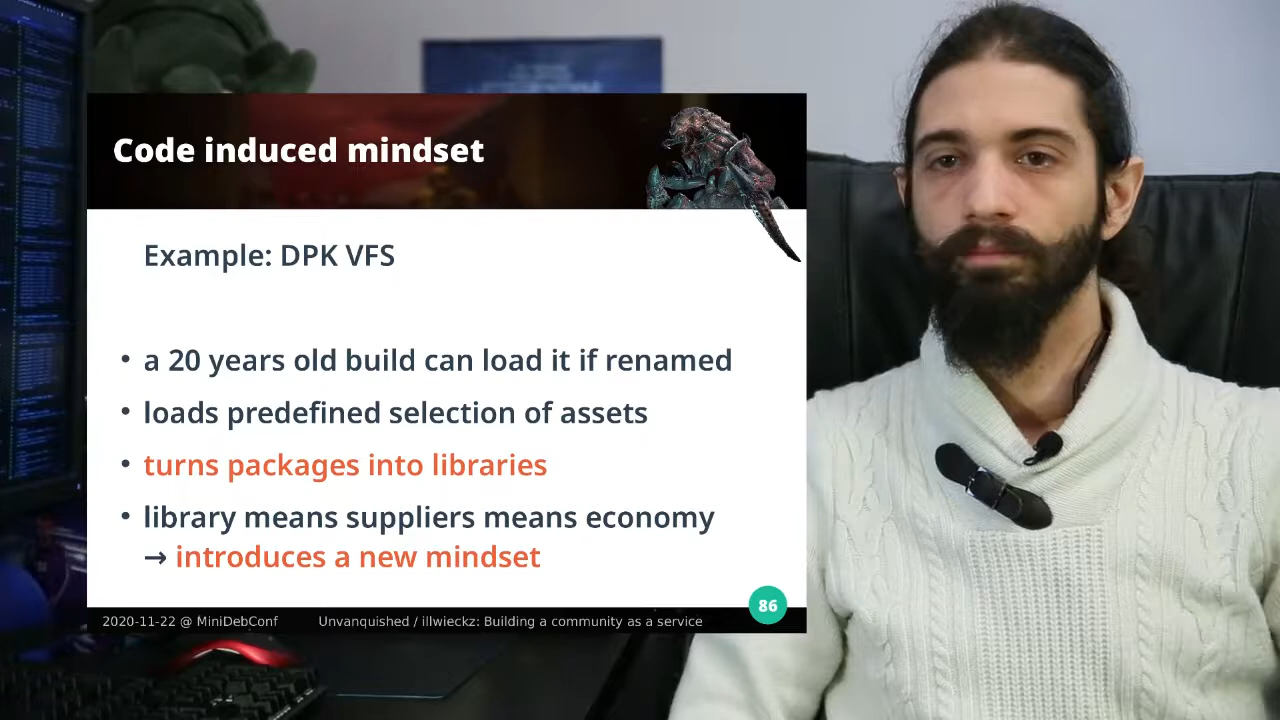 Code induced mindset
Example: DPK VFS
• a 20 years old build can load it if renamed
• loads predefined selection of assets
• turns packages into libraries
• library means suppliers means economy
→ introduces a new mindset
86
2020-11-22 @ MiniDebConf Unvanquished / illwieckz: Building a community as a service